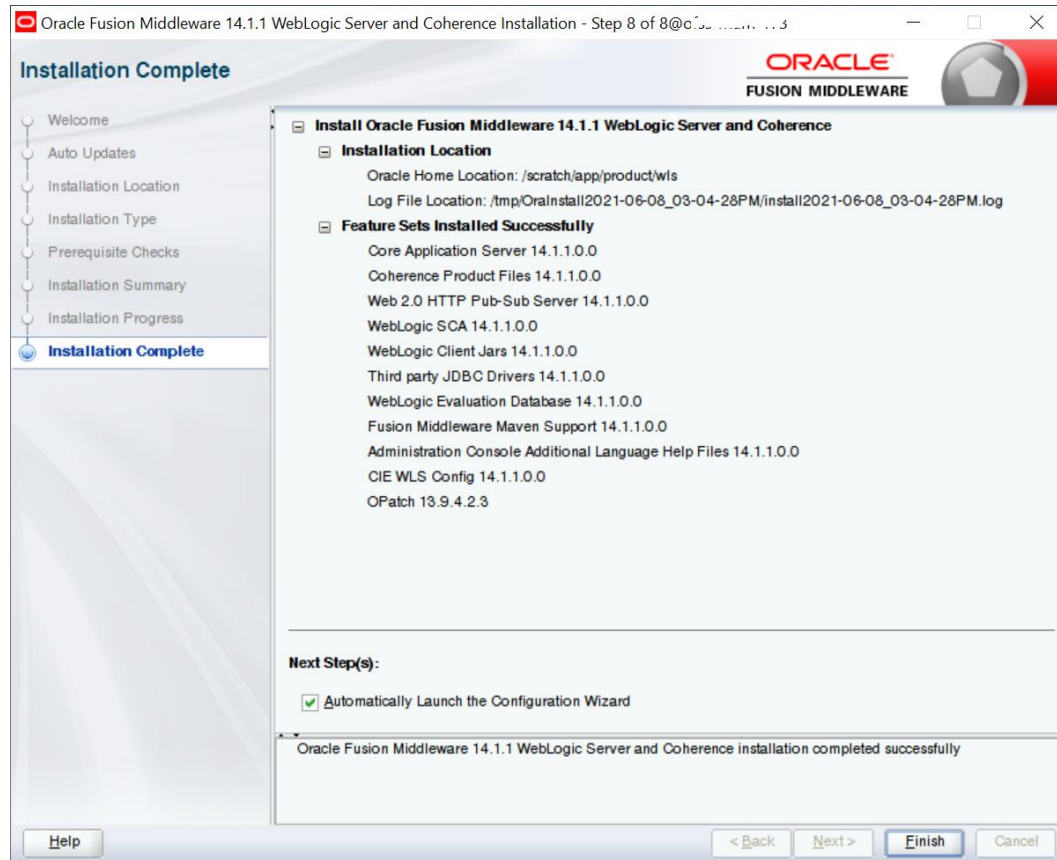 Oracle Fusion Middleware 14.1.1 WebLogic Server and Coherence Installation - Step 8 of 8
Installation Complete
ORACLE
FUSION MIDDLEWARE
Welcome
Auto Updates
Installation Location
Installation Type
Prerequisite Checks
Installation Summary
Installation Progress
Installation Complete
Install Oracle Fusion Middleware 14.1.1 WebLogic Server and Coherence
Installation Location
Oracle Home Location: /scratch/app/product/wls
Log File Location: /tmp/OraInstall2021-06-08_03-04-28PM/install2021-06-08_03-04-28PM.log
Feature Sets Installed Successfully
Core Application Server 14.1.1.0.0
Coherence Product Files 14.1.1.0.0
Web 2.0 HTTP Pub-Sub Server 14.1.1.0.0
WebLogic SCA 14.1.1.0.0
WebLogic Client Jars 14.1.1.0.0
Third party JDBC Drivers 14.1.1.0.0
WebLogic Evaluation Database 14.1.1.0.0
Fusion Middleware Maven Support 14.1.1.0.0
Administration Console Additional Language Help Files 14.1.1.0.0
CIE WLS Config 14.1.1.0.0
OPatch 13.9.4.2.3
Next Step(s):
Automatically Launch the Configuration Wizard
Oracle Fusion Middleware 14.1.1 WebLogic Server and Coherence installation completed successfully
Help
< Back
Next >
Finish
Cancel